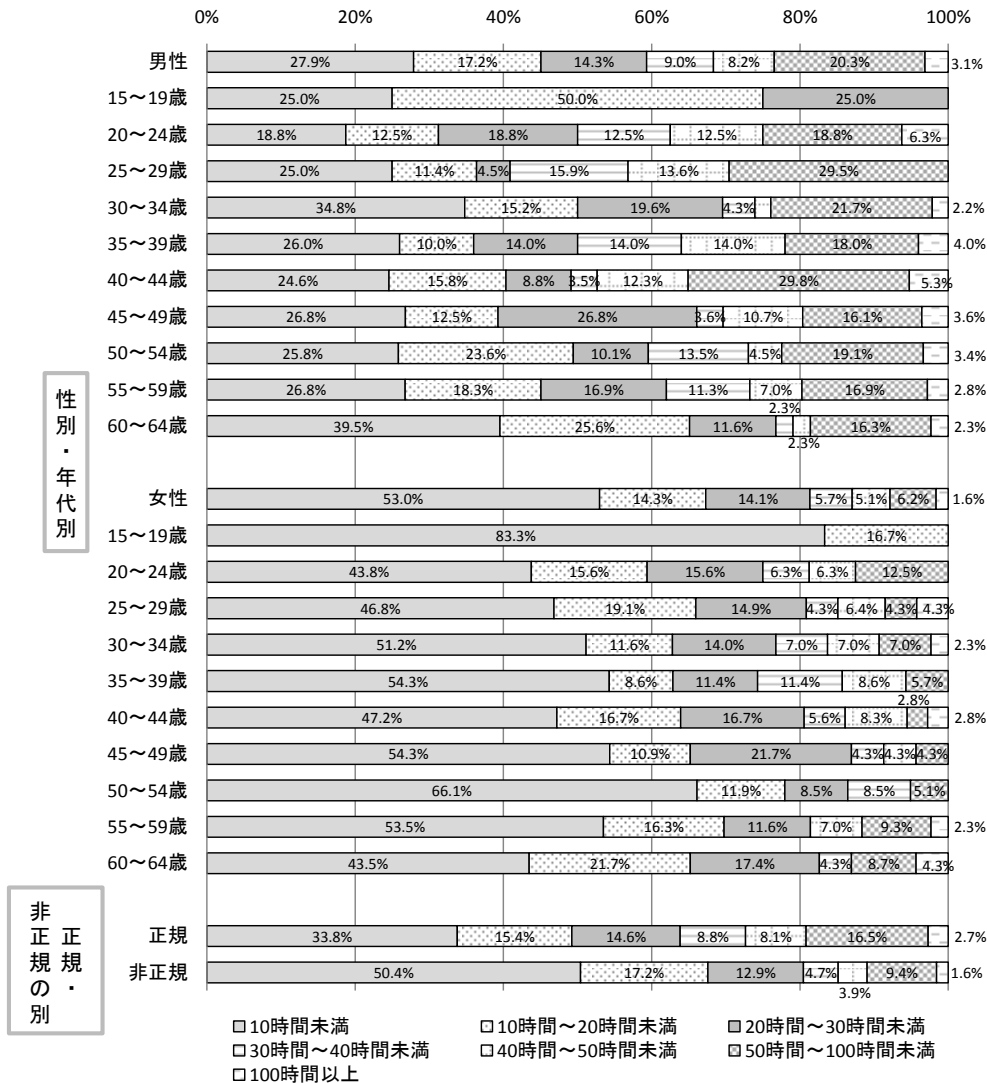 0% 20% 40% 60% 80% 100%
性別・年代別
男性 27.9% 17.2% 14.3% 9.0% 8.2% 20.3% 3.1%
15～19歳 25.0% 50.0% 25.0%
20～24歳 18.8% 12.5% 18.8% 12.5% 12.5% 18.8% 6.3%
25～29歳 25.0% 11.4% 4.5% 15.9% 13.6% 29.5%
30～34歳 34.8% 15.2% 19.6% 4.3% 21.7% 2.2%
35～39歳 26.0% 10.0% 14.0% 14.0% 14.0% 18.0% 4.0%
40～44歳 24.6% 15.8% 8.8% 3.5% 12.3% 29.8% 5.3%
45～49歳 26.8% 12.5% 26.8% 3.6% 10.7% 16.1% 3.6%
50～54歳 25.8% 23.6% 10.1% 13.5% 4.5% 19.1% 3.4%
55～59歳 26.8% 18.3% 16.9% 11.3% 7.0% 16.9% 2.8%
60～64歳 39.5% 25.6% 11.6% 2.3% 2.3% 16.3% 2.3%
女性 53.0% 14.3% 14.1% 5.7% 5.1% 6.2% 1.6%
15～19歳 83.3% 16.7%
20～24歳 43.8% 15.6% 15.6% 6.3% 6.3% 12.5%
25～29歳 46.8% 19.1% 14.9% 4.3% 6.4% 4.3% 4.3%
30～34歳 51.2% 11.6% 14.0% 7.0% 7.0% 7.0% 2.3%
35～39歳 54.3% 8.6% 11.4% 11.4% 8.6% 5.7%
40～44歳 47.2% 16.7% 16.7% 5.6% 8.3% 2.8% 2.8%
45～49歳 54.3% 10.9% 21.7% 4.3% 4.3% 4.3%
50～54歳 66.1% 11.9% 8.5% 8.5% 5.1%
55～59歳 53.5% 16.3% 11.6% 7.0% 9.3% 2.3%
60～64歳 43.5% 21.7% 17.4% 4.3% 8.7% 4.3%
正規・
非正規の別
正規 33.8% 15.4% 14.6% 8.8% 8.1% 16.5% 2.7%
非正規 50.4% 17.2% 12.9% 4.7% 3.9% 9.4% 1.6%
10時間未満 10時間～20時間未満 20時間～30時間未満
30時間～40時間未満 40時間～50時間未満 50時間～100時間未満
100時間以上